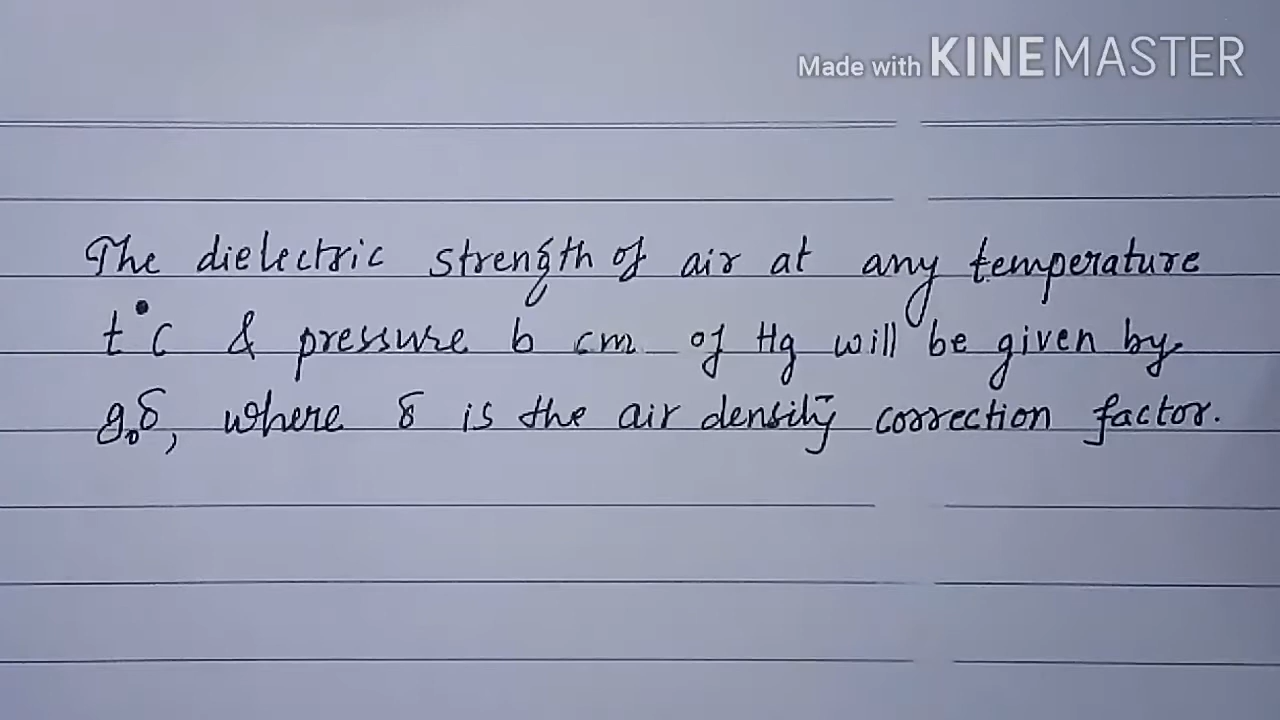 Made with KINEMASTER
The dielectric strength of air at any temperature
t°c & pressure b cm of Hg will be given by
g₀δ, where δ is the air density correction factor.